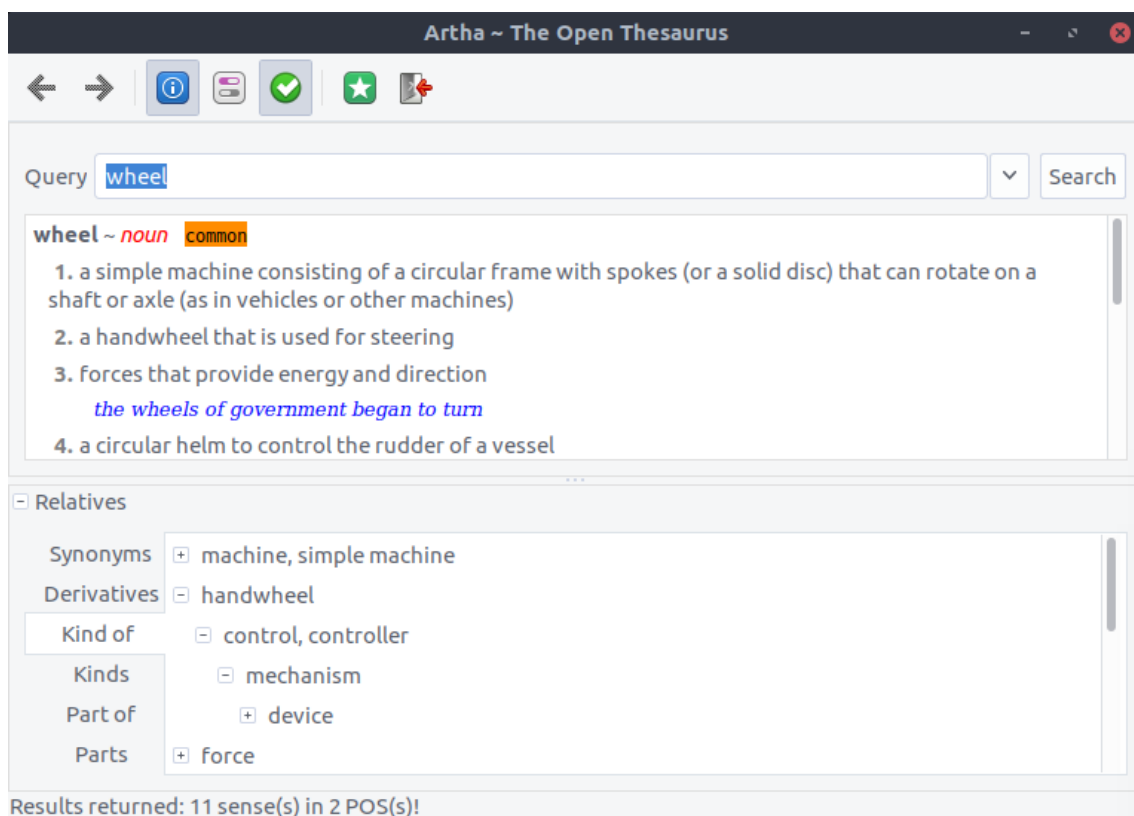 Artha ~ The Open Thesaurus
Query wheel Search
wheel ~ noun common
1. a simple machine consisting of a circular frame with spokes (or a solid disc) that can rotate on a
shaft or axle (as in vehicles or other machines)
2. a handwheel that is used for steering
3. forces that provide energy and direction
the wheels of government began to turn
4. a circular helm to control the rudder of a vessel
Relatives
Synonyms machine, simple machine
Derivatives handwheel
Kind of control, controller
Kinds mechanism
Part of device
Parts force
Results returned: 11 sense(s) in 2 POS(s)!